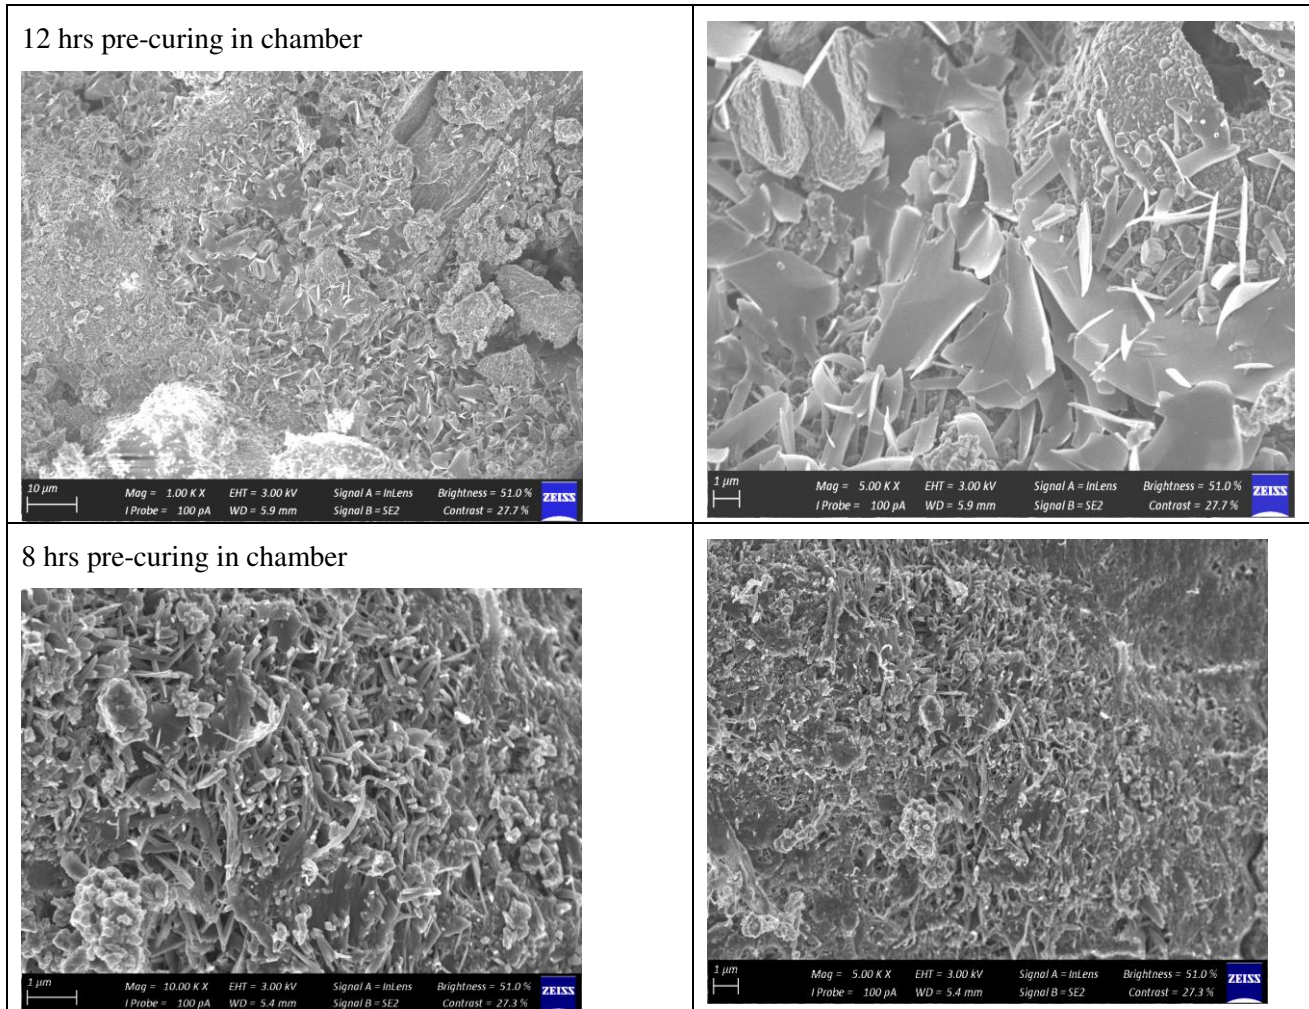 12 hrs pre-curing in chamber
10 µm
Mag = 1.00 K X EHT = 3.00 kV Signal A = InLens Brightness = 51.0 %
I Probe = 100 pA WD = 5.9 mm Signal B = SE2 Contrast = 27.7 %
ZEISS
1 µm
Mag = 5.00 K X EHT = 3.00 kV Signal A = InLens Brightness = 51.0 %
I Probe = 100 pA WD = 5.9 mm Signal B = SE2 Contrast = 27.7 %
ZEISS
8 hrs pre-curing in chamber
1 µm
Mag = 10.00 K X EHT = 3.00 kV Signal A = InLens Brightness = 51.0 %
I Probe = 100 pA WD = 5.4 mm Signal B = SE2 Contrast = 27.3 %
ZEISS
1 µm
Mag = 5.00 K X EHT = 3.00 kV Signal A = InLens Brightness = 51.0 %
I Probe = 100 pA WD = 5.4 mm Signal B = SE2 Contrast = 27.3 %
ZEISS